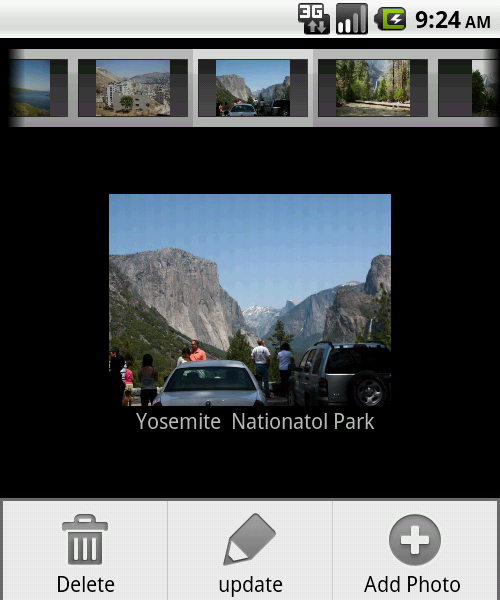 3G 9:24 AM
Yosemite  Nationatol Park
Delete update Add Photo